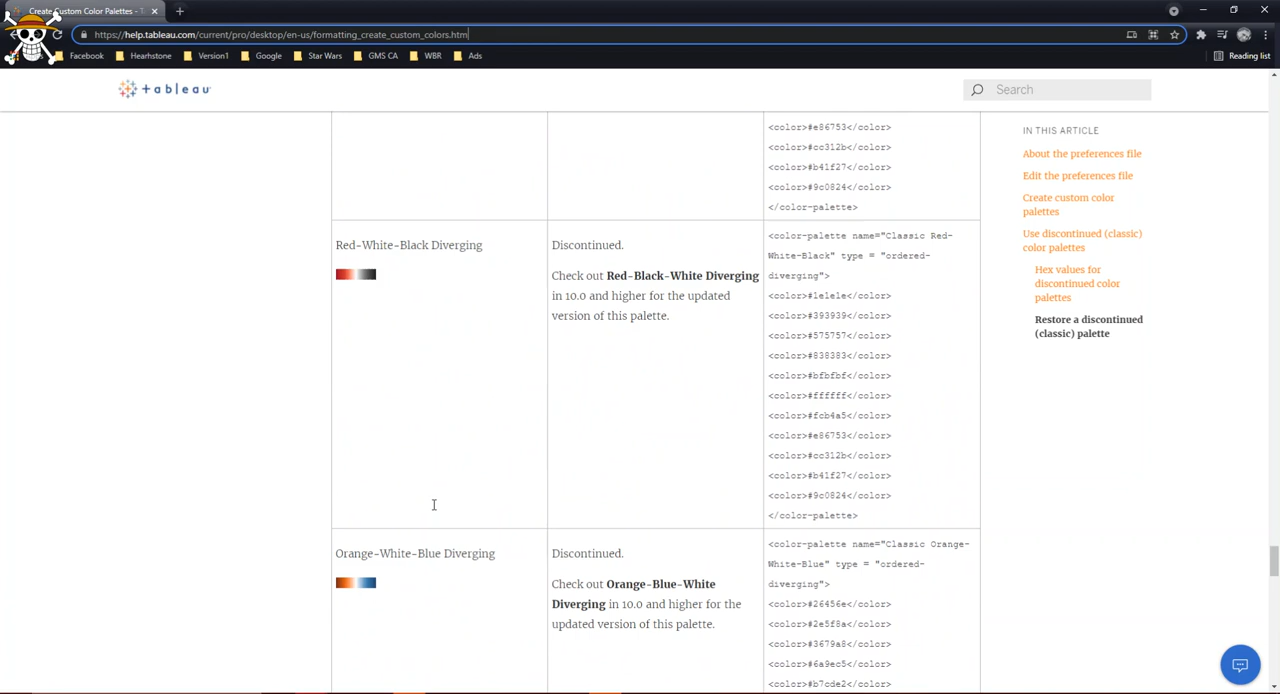 Create Custom Color Palettes - T
https://help.tableau.com/current/pro/desktop/en-us/formatting_create_custom_colors.htm
Facebook
Hearhstone
Version1
Google
Star Wars
GMS CA
WBR
Ads
Reading list
+ableau
Search
<color>#e86753</color>
<color>#cc312b</color>
<color>#b41f27</color>
<color>#9c0824</color>
</color-palette>
Red-White-Black Diverging
Discontinued.
Check out Red-Black-White Diverging
in 10.0 and higher for the updated
version of this palette.
<color-palette name="Classic Red-
White-Black" type = "ordered-
diverging">
<color>#1e1e1e</color>
<color>#393939</color>
<color>#575757</color>
<color>#838383</color>
<color>#bfbfbf</color>
<color>#ffffff</color>
<color>#fcb4a5</color>
<color>#e86753</color>
<color>#cc312b</color>
<color>#b41f27</color>
<color>#9c0824</color>
</color-palette>
Orange-White-Blue Diverging
Discontinued.
Check out Orange-Blue-White
Diverging in 10.0 and higher for the
updated version of this palette.
<color-palette name="Classic Orange-
White-Blue" type = "ordered-
diverging">
<color>#26456e</color>
<color>#2e5f8a</color>
<color>#3679a8</color>
<color>#6a9ec5</color>
<color>#b7cde2</color>
IN THIS ARTICLE
About the preferences file
Edit the preferences file
Create custom color
palettes
Use discontinued (classic)
color palettes
Hex values for
discontinued color
palettes
Restore a discontinued
(classic) palette